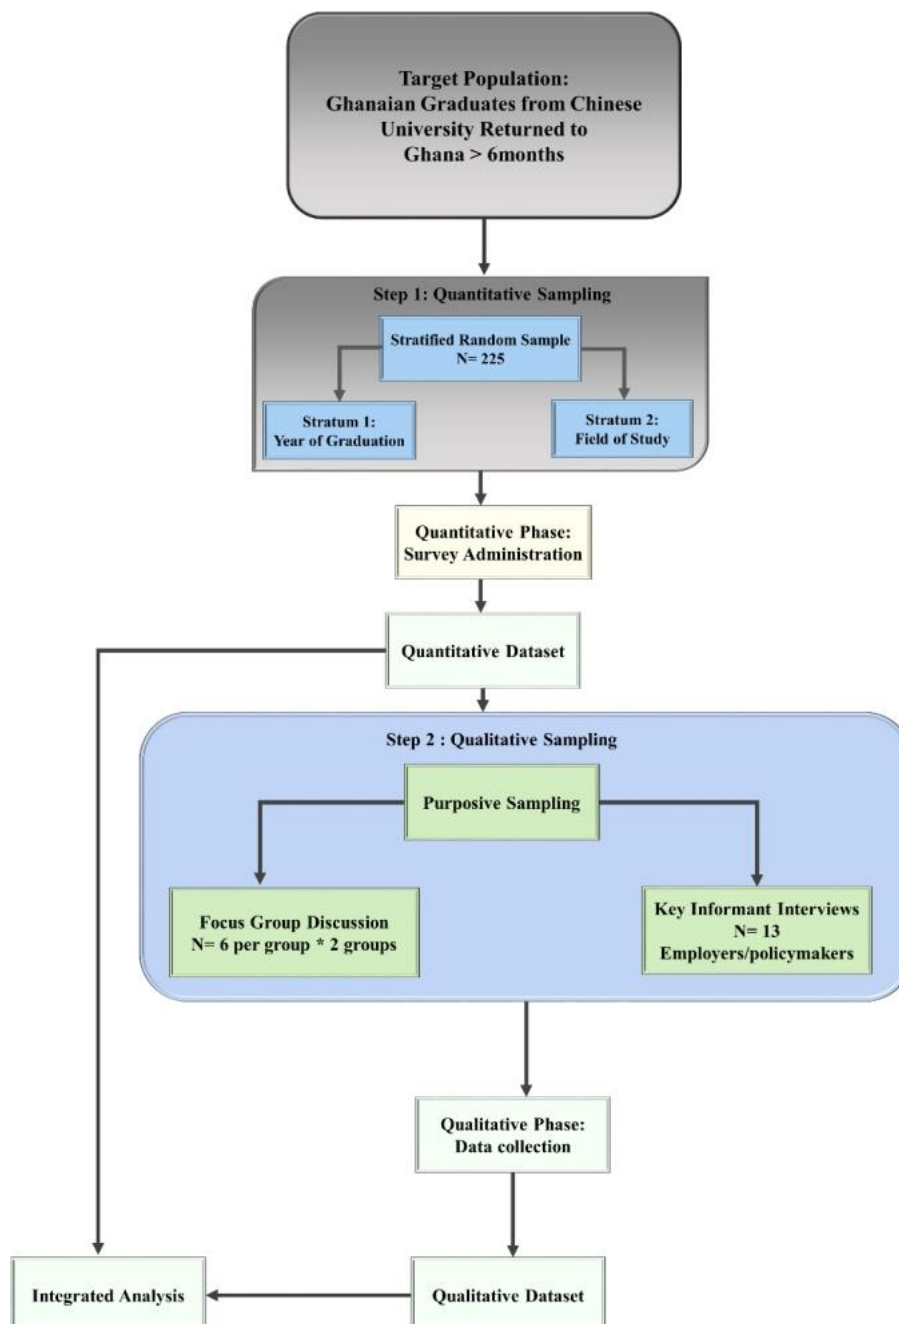 Target Population:
Ghanaian Graduates from Chinese
University Returned to
Ghana > 6months
Step 1: Quantitative Sampling
Stratified Random Sample
N= 225
Stratum 1:
Year of Graduation
Stratum 2:
Field of Study
Quantitative Phase:
Survey Administration
Quantitative Dataset
Step 2 : Qualitative Sampling
Purposive Sampling
Focus Group Discussion
N= 6 per group * 2 groups
Key Informant Interviews
N= 13
Employers/policymakers
Qualitative Phase:
Data collection
Integrated Analysis
Qualitative Dataset